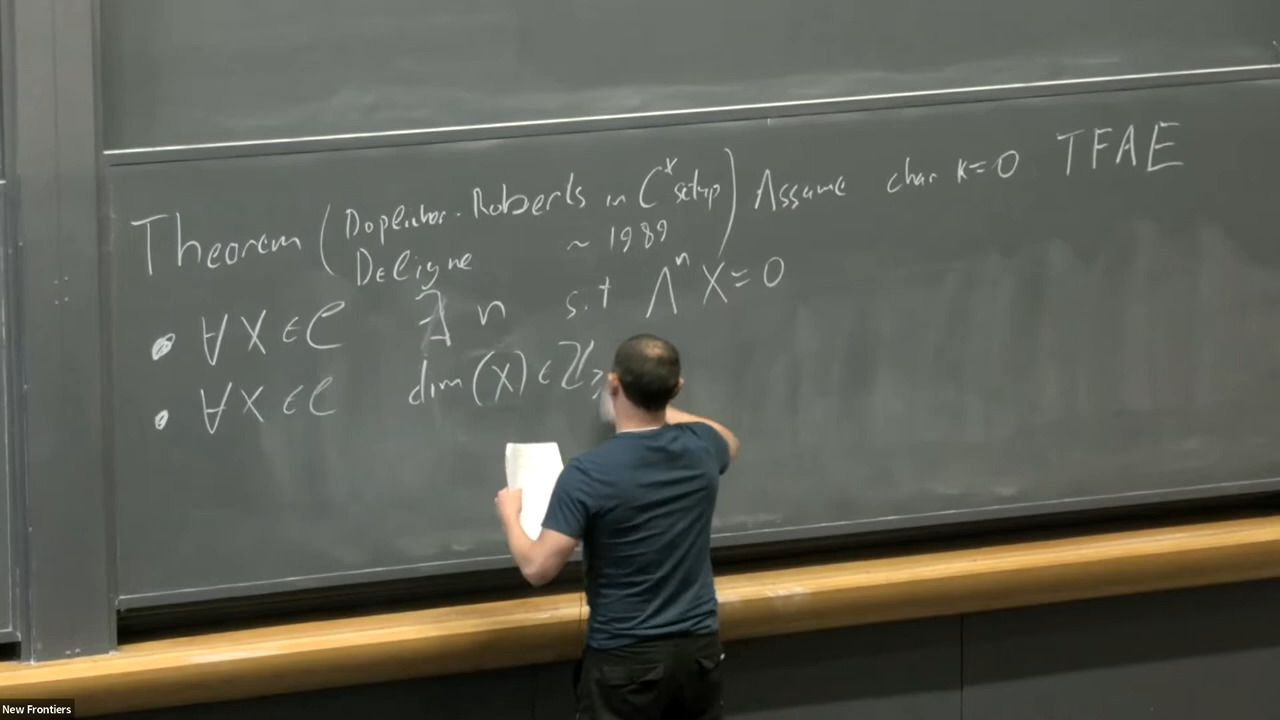 Theorem (Doplicher-Roberts in C* setup) Assume char k=0 TFAE
Deligne ~ 1989
• ∀X∈C ∃ n s.t Λⁿ X=0
• ∀X∈C dim(X)∈ℤ≥
New Frontiers